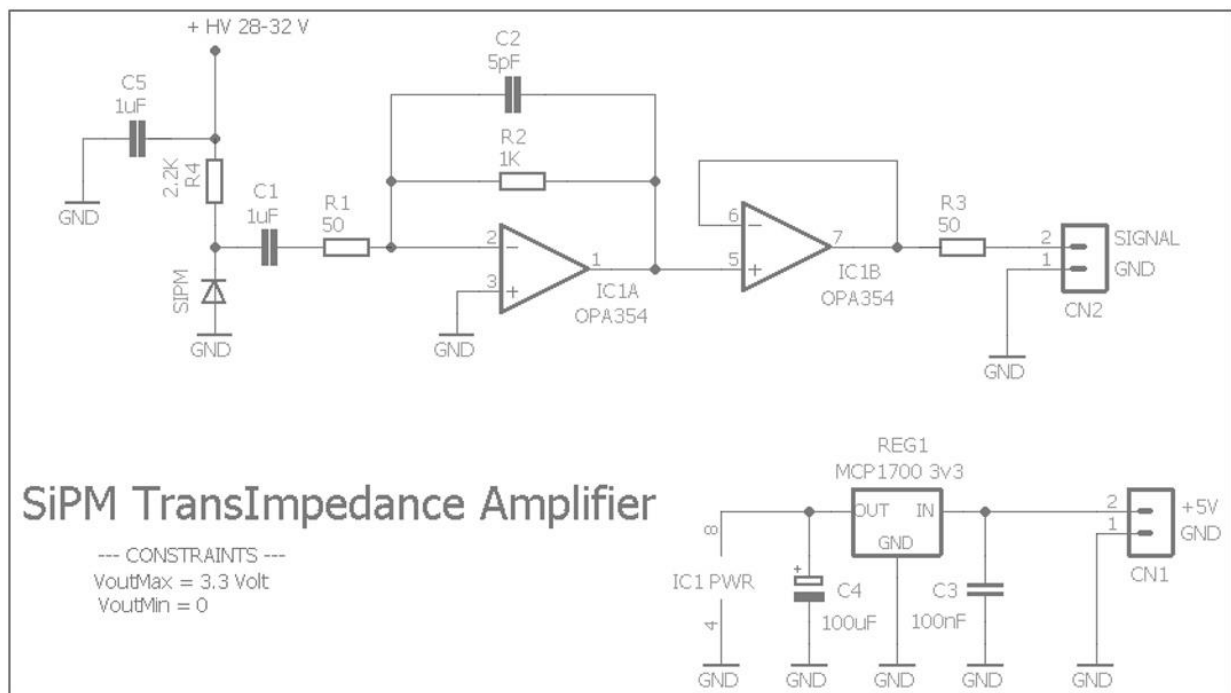 + HV 28-32 V
C5
1uF
2.2K
R4
GND
C1
1uF
R1
50
C2
5pF
R2
1K
SIPM
GND
2
3
1
IC1A
OPA354
GND
6
5
7
IC1B
OPA354
R3
50
2
1
SIGNAL
GND
CN2
GND
SiPM TransImpedance Amplifier
--- CONSTRAINTS ---
VoutMax = 3.3 Volt
VoutMin = 0
REG1
MCP1700 3v3
OUT
IN
GND
8
IC1 PWR
4
C4
100uF
C3
100nF
2
1
+5V
GND
CN1
GND
GND
GND
GND
GND